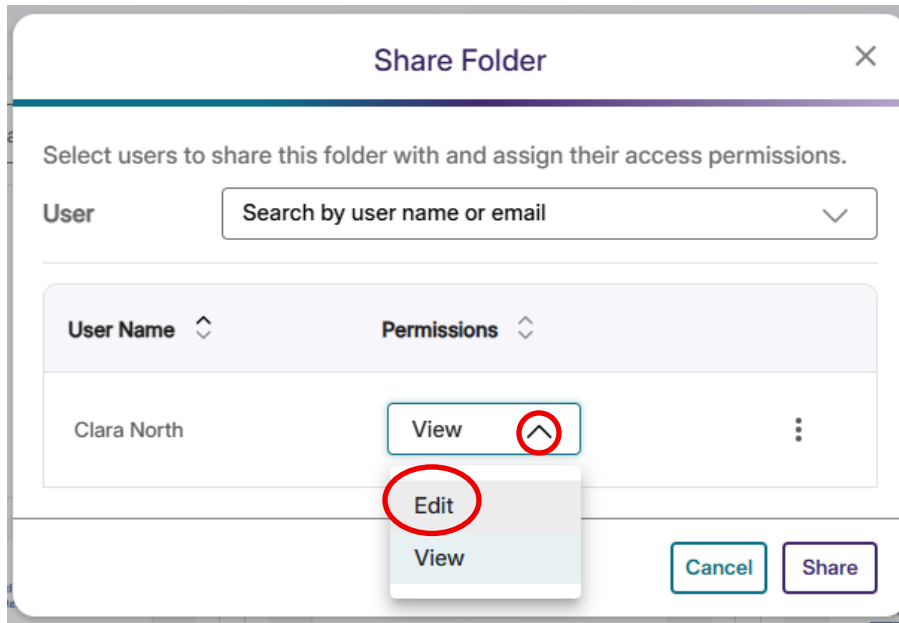 Share Folder
Select users to share this folder with and assign their access permissions.
User
Search by user name or email
User Name
Permissions
Clara North
View
Edit
View
Cancel
Share